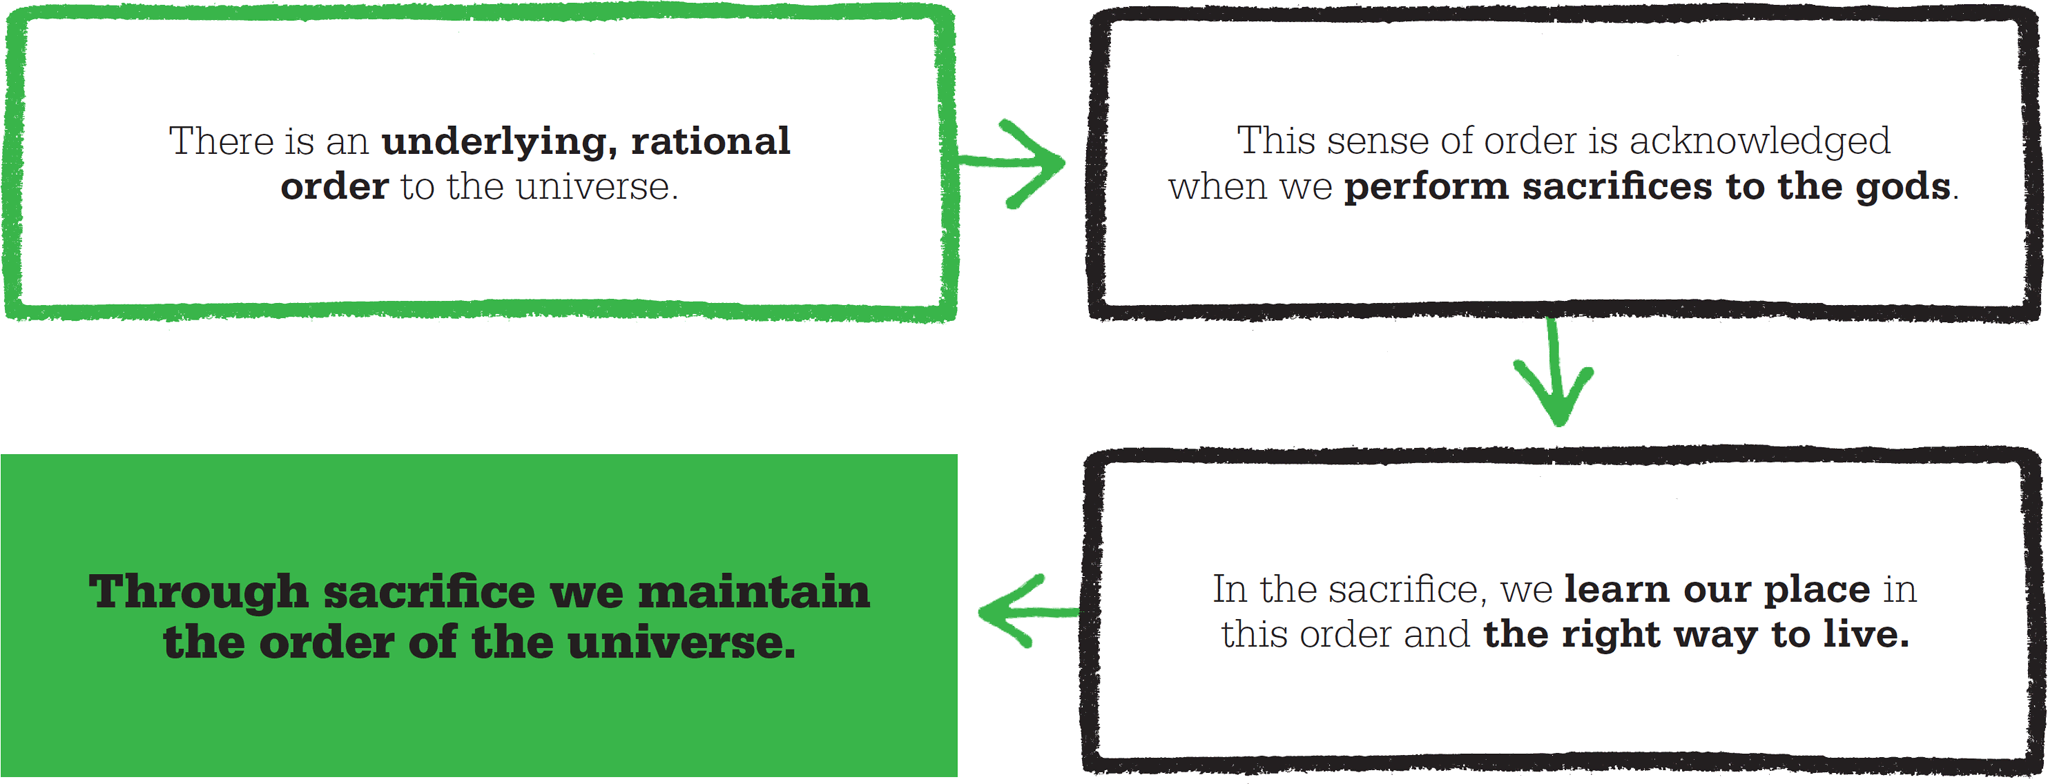 There is an underlying, rational
order to the universe.
This sense of order is acknowledged
when we perform sacrifices to the gods.
In the sacrifice, we learn our place in
this order and the right way to live.
Through sacrifice we maintain
the order of the universe.